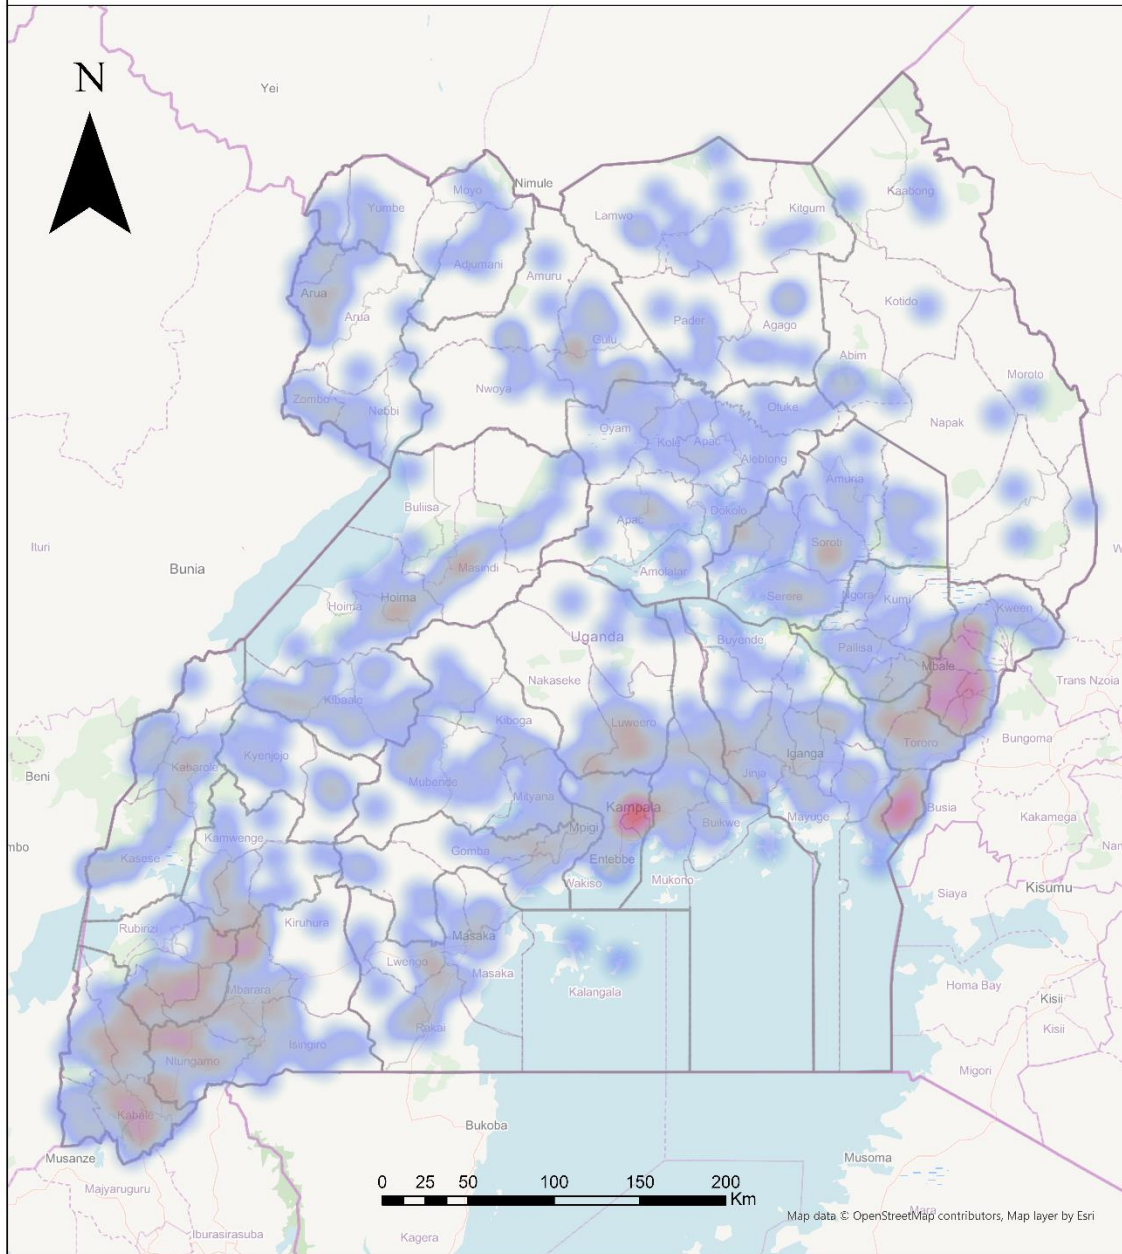 N
Yei
Nimule
Kaabong
Moyo
Yumbe
Lamwo
Kitgum
Adjumani
Amuru
Arua
Arua
Kotido
Pader
Agago
Gulu
Abim
Moroto
Nwoya
Zombo
Nebbi
Otuke
Oyam
Napak
Kole
Apac
Alebtong
Amuria
Buliisa
Apac
Dokolo
Ituri
Soroti
Bunia
Masindi
Amolatar
Hoima
Hoima
Serere
Ngora
Kumi
Kween
Uganda
Buyende
Pallisa
Mbale
Nakaseke
Trans Nzoia
Kibaale
Kiboga
Luweero
Bungoma
Tororo
Kyenjojo
Kabarole
Iganga
Beni
Mubende
Jinja
Mityana
Kampala
Busia
Mayuge
Kakamega
Mpigi
Buikwe
Kamwenge
mbo
Gomba
Kasese
Entebbe
Wakiso
Mukono
Kisumu
Siaya
Kiruhura
Rubirizi
Masaka
Lwengo
Masaka
Mbarara
Kalangala
Homa Bay
Kisii
Kisii
Rakai
Isingiro
Ntungamo
Migori
Kabale
Bukoba
Musanze
Musoma
Majyaruguru
0 25 50 100 150 200
Km
Mara
Map data © OpenStreetMap contributors, Map layer by Esri
Iburasirasuba
Kagera